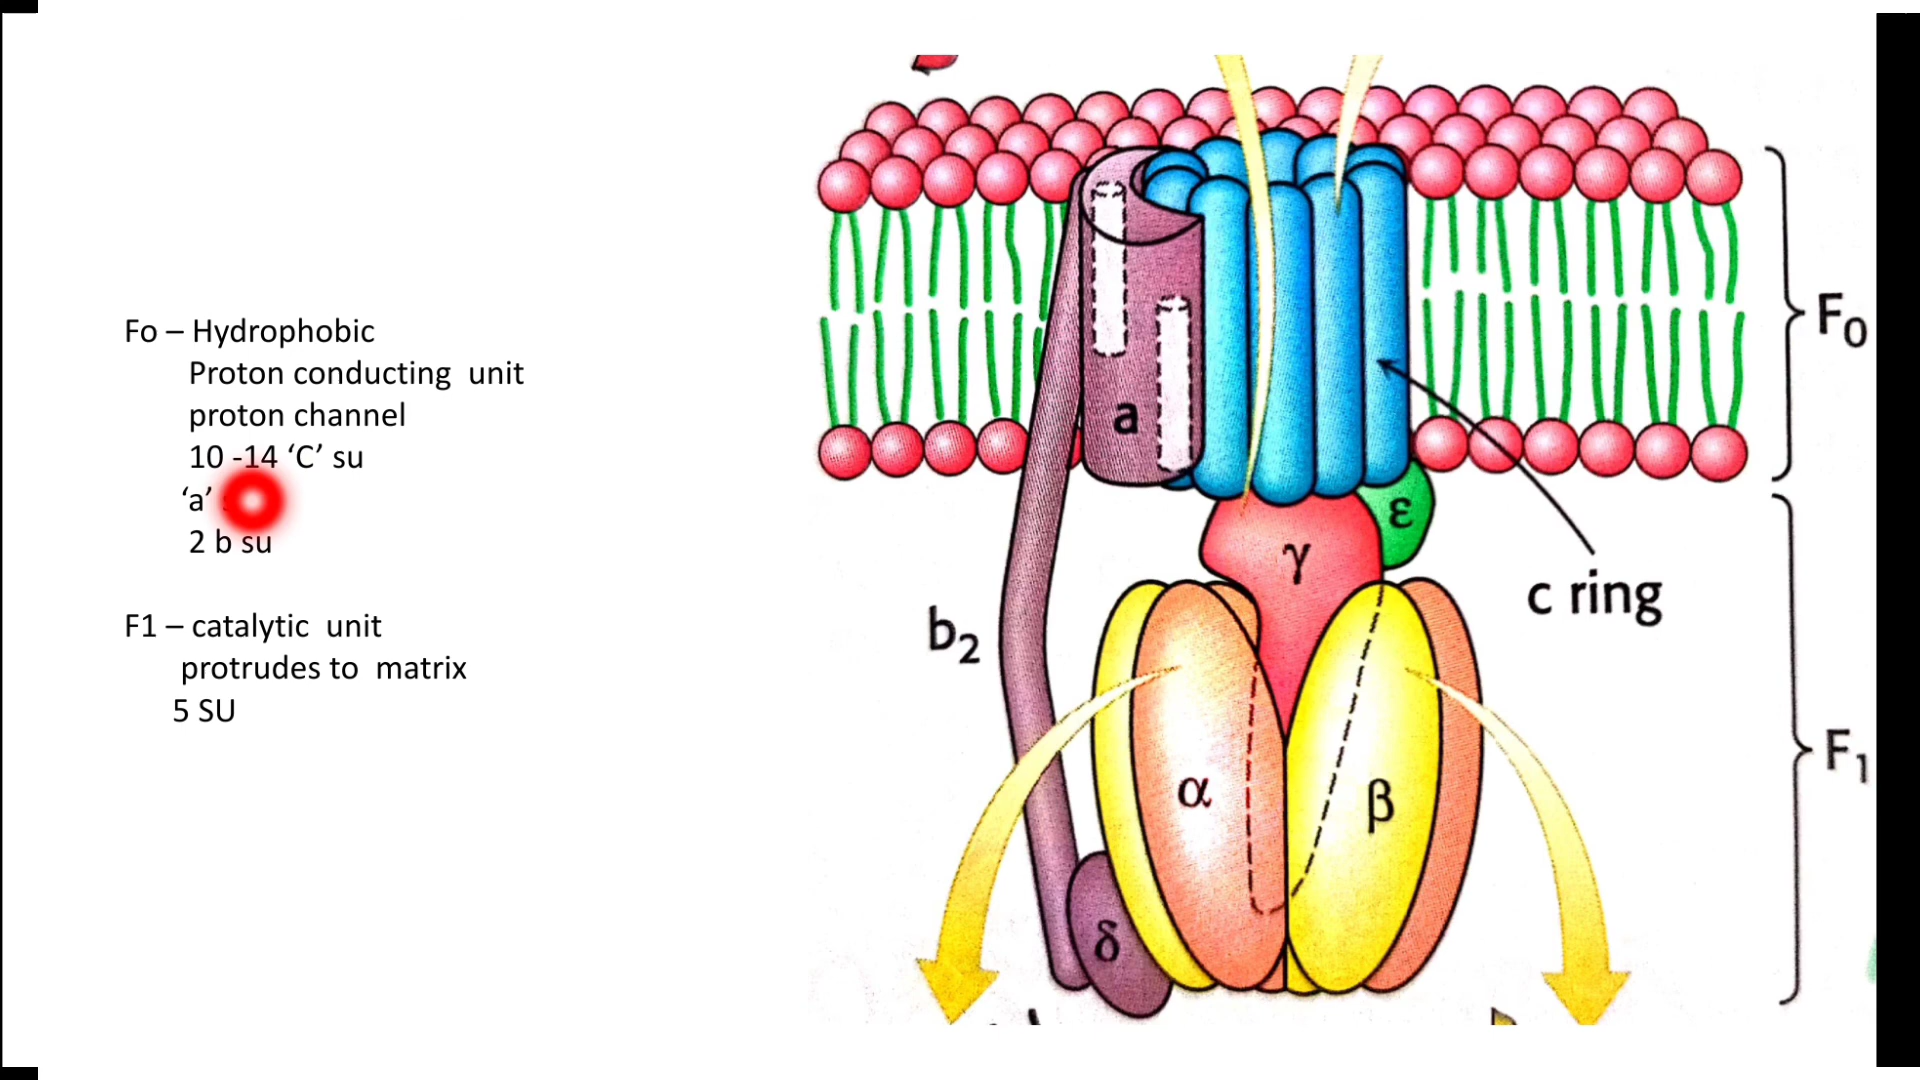 Fo – Hydrophobic
Proton conducting unit
proton channel
10 -14 ‘C’ su
‘a’
2 b su
F1 – catalytic unit
protrudes to matrix
5 SU
a
F0
ε
γ
c ring
b2
α
β
F1
δ